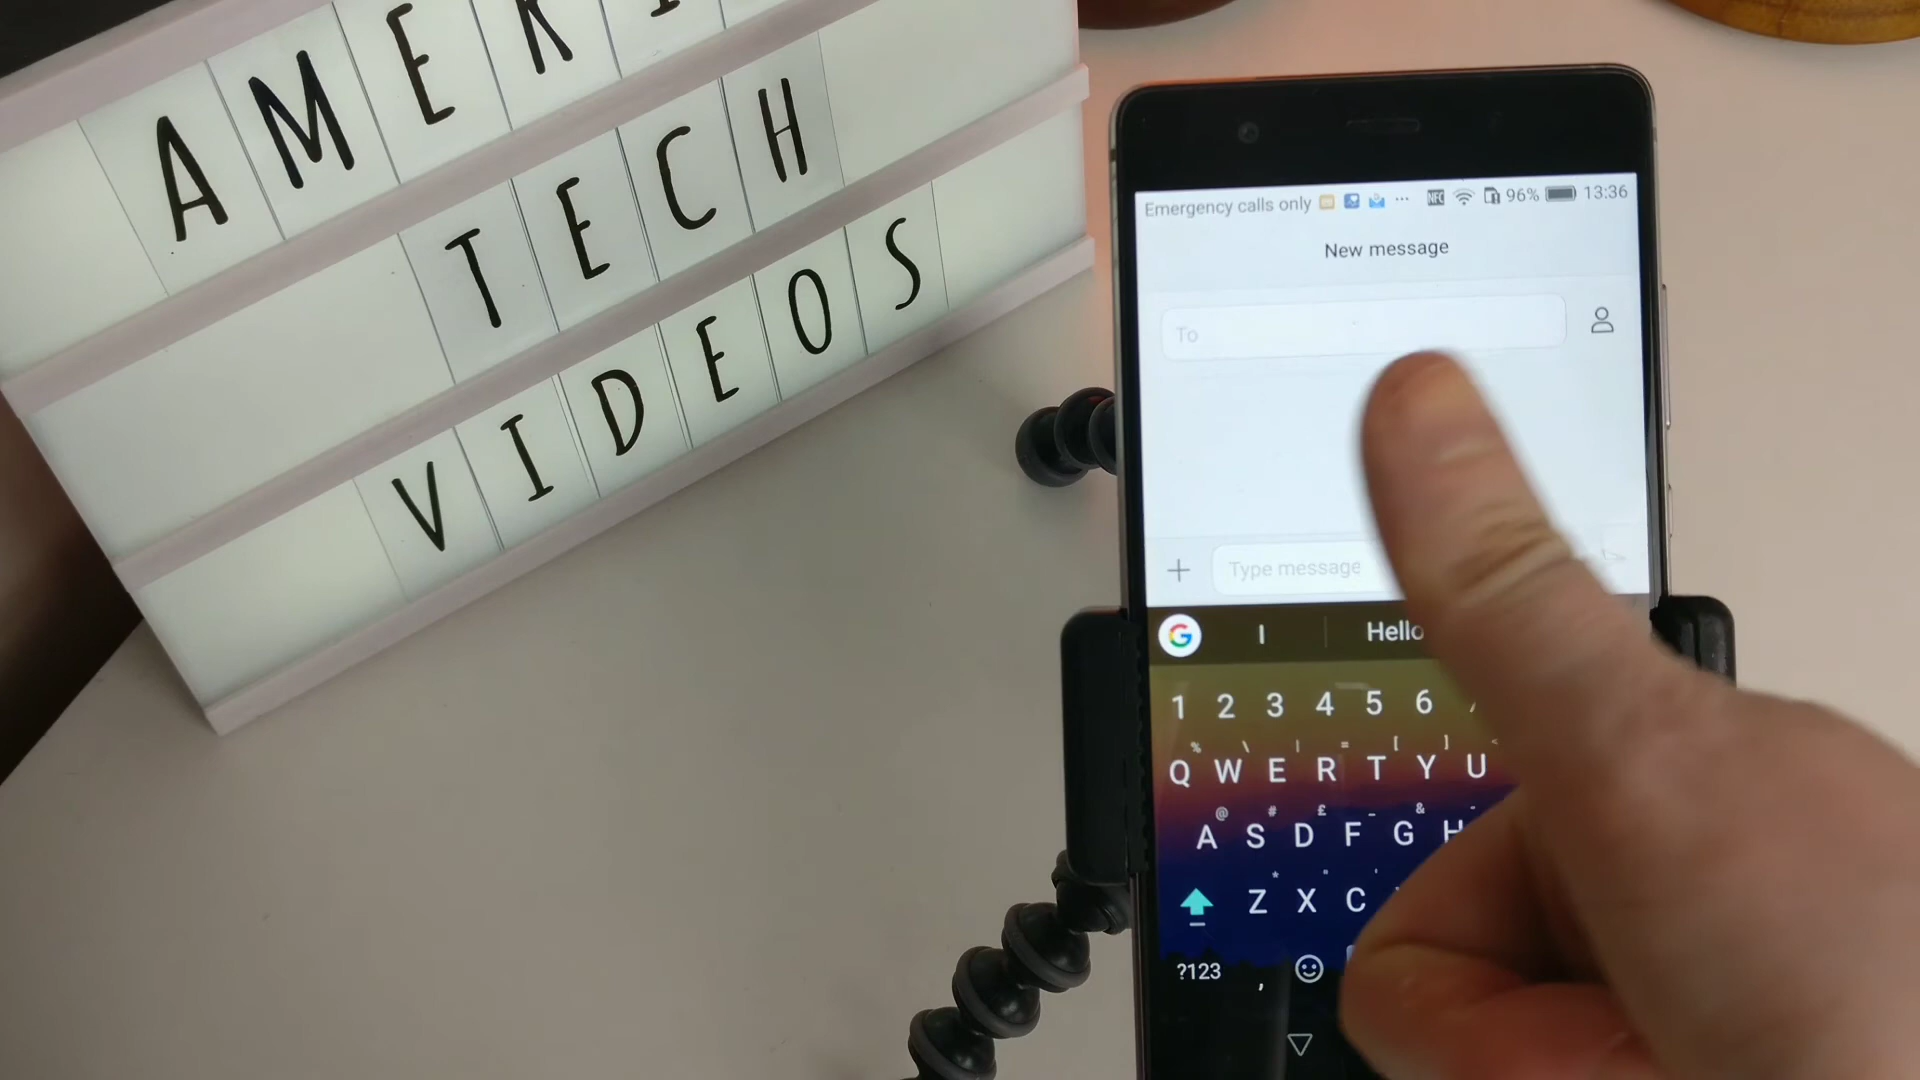 TECH
VIDEOS
Emergency calls only NFC 96% 13:36
New message
To
Type message
G I Hello
1 2 3 4 5 6
% \ | = [ ] <
Q W E R T Y U
@ # £ _ & -
A S D F G H
* " '
Z X C
?123 ,